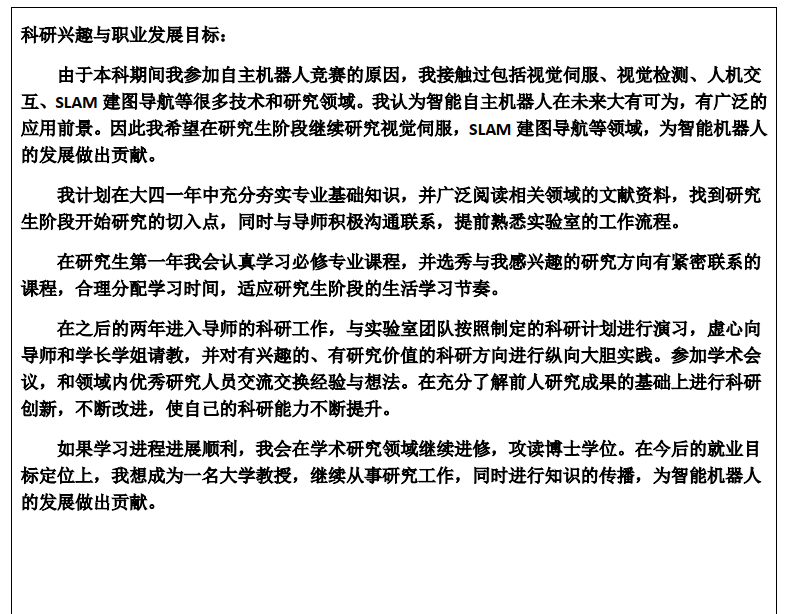 科研兴趣与职业发展目标：
由于本科期间我参加自主机器人竞赛的原因，我接触过包括视觉伺服、视觉检测、人机交
互、SLAM 建图导航等很多技术和研究领域。我认为智能自主机器人在未来大有可为，有广泛的
应用前景。因此我希望在研究生阶段继续研究视觉伺服，SLAM 建图导航等领域，为智能机器人
的发展做出贡献。
我计划在大四一年中充分夯实专业基础知识，并广泛阅读相关领域的文献资料，找到研究
生阶段开始研究的切入点，同时与导师积极沟通联系，提前熟悉实验室的工作流程。
在研究生第一年我会认真学习必修专业课程，并选秀与我感兴趣的研究方向有紧密联系的
课程，合理分配学习时间，适应研究生阶段的生活学习节奏。
在之后的两年进入导师的科研工作，与实验室团队按照制定的科研计划进行演习，虚心向
导师和学长学姐请教，并对有兴趣的、有研究价值的科研方向进行纵向大胆实践。参加学术会
议，和领域内优秀研究人员交流交换经验与想法。在充分了解前人研究成果的基础上进行科研
创新，不断改进，使自己的科研能力不断提升。
如果学习进程进展顺利，我会在学术研究领域继续进修，攻读博士学位。在今后的就业目
标定位上，我想成为一名大学教授，继续从事研究工作，同时进行知识的传播，为智能机器人
的发展做出贡献。